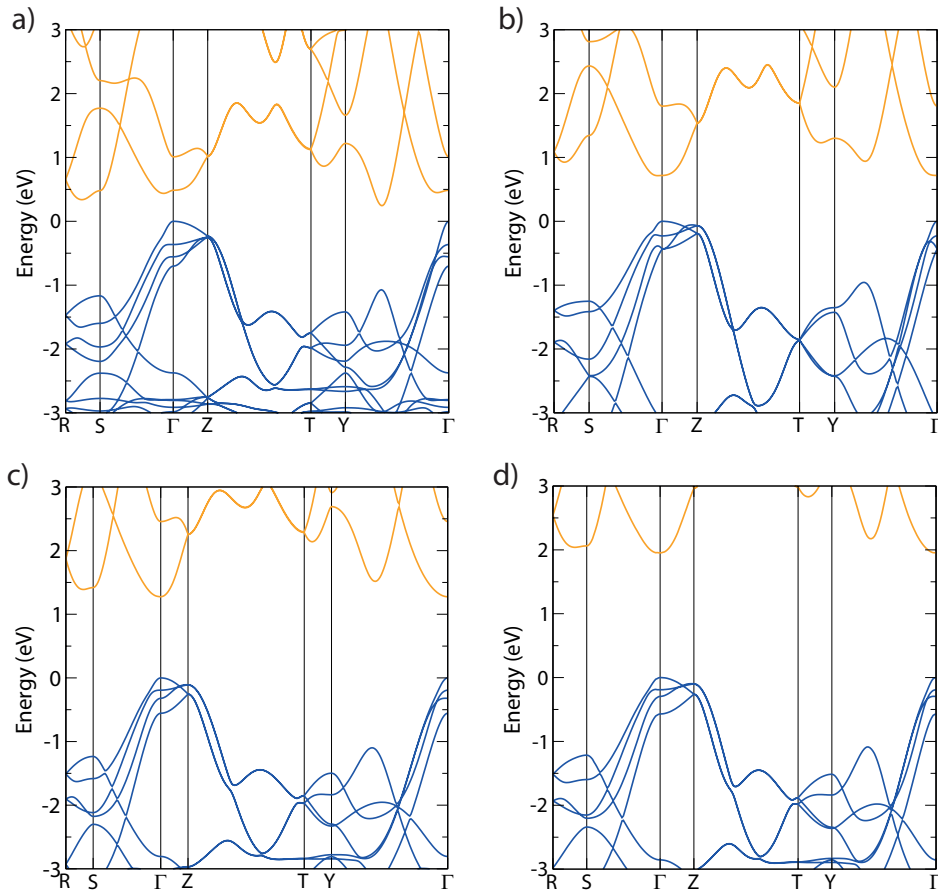 a)
3
2
1
0
-1
-2
-3
Energy (eV)
R S Γ Z T Y Γ
b)
3
2
1
0
-1
-2
-3
Energy (eV)
R S Γ Z T Y Γ
c)
3
2
1
0
-1
-2
-3
Energy (eV)
R S Γ Z T Y Γ
d)
3
2
1
0
-1
-2
-3
Energy (eV)
R S Γ Z T Y Γ